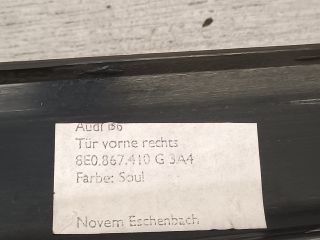 Audi B6
Tür vorne rechts
8E0.867.410 G 3A4
Farbe: Soul
Novem Eschenbach